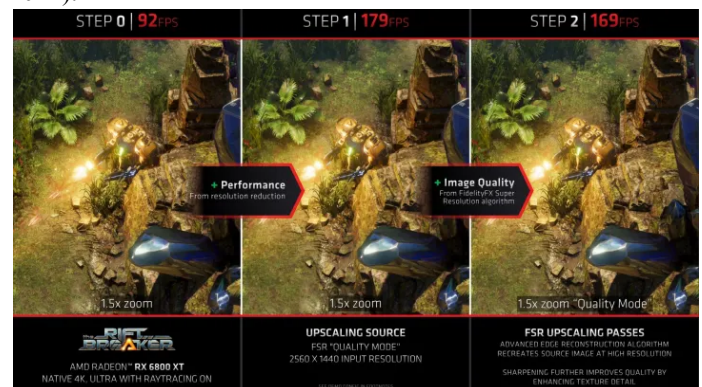 STEP 0 | 92FPS
STEP 1 | 179FPS
STEP 2 | 169FPS
+ Performance
From resolution reduction
+ Image Quality
From FidelityFX Super
Resolution algorithm
1.5x zoom
1.5x zoom
1.5x zoom "Quality Mode"
THE RIFT
BREAKER
AMD RADEON™ RX 6800 XT
NATIVE 4K, ULTRA WITH RAYTRACING ON
UPSCALING SOURCE
FSR "QUALITY MODE"
2560 X 1440 INPUT RESOLUTION
FSR UPSCALING PASSES
ADVANCED EDGE RECONSTRUCTION ALGORITHM
RECREATES SOURCE IMAGE AT HIGH RESOLUTION
SHARPENING FURTHER IMPROVES QUALITY BY
ENHANCING TEXTURE DETAIL